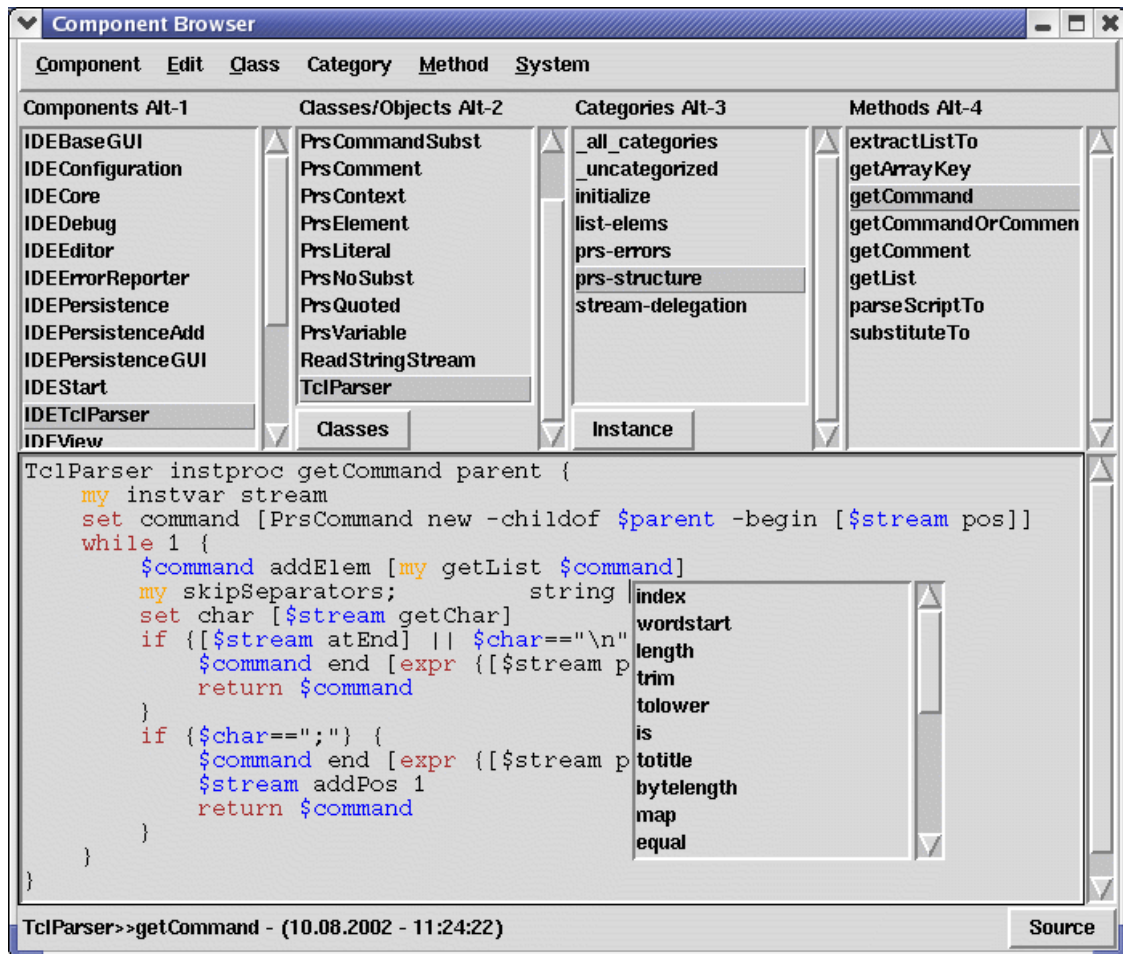 Component Browser
Component Edit Class Category Method System
Components Alt-1
IDEBaseGUI
IDEConfiguration
IDECore
IDEDebug
IDEEditor
IDEErrorReporter
IDEPersistence
IDEPersistenceAdd
IDEPersistenceGUI
IDEStart
IDETclParser
IDEView
Classes/Objects Alt-2
PrsCommandSubst
PrsComment
PrsContext
PrsElement
PrsLiteral
PrsNoSubst
PrsQuoted
PrsVariable
ReadStringStream
TclParser
Classes
Categories Alt-3
_all_categories
_uncategorized
initialize
list-elems
prs-errors
prs-structure
stream-delegation
Instance
Methods Alt-4
extractListTo
getArrayKey
getCommand
getCommandOrCommen
getComment
getList
parseScriptTo
substituteTo
TclParser instproc getCommand parent {
my instvar stream
set command [PrsCommand new -childof $parent -begin [$stream pos]]
while 1 {
$command addElem [my getList $command]
my skipSeparators; string
set char [$stream getChar]
if {[$stream atEnd] || $char=="\n"
$command end [expr {[$stream p
return $command
}
if {$char==";"} {
$command end [expr {[$stream p
$stream addPos 1
return $command
}
}
}
index
wordstart
length
trim
tolower
is
totitle
bytelength
map
equal
TclParser>>getCommand - (10.08.2002 - 11:24:22)
Source